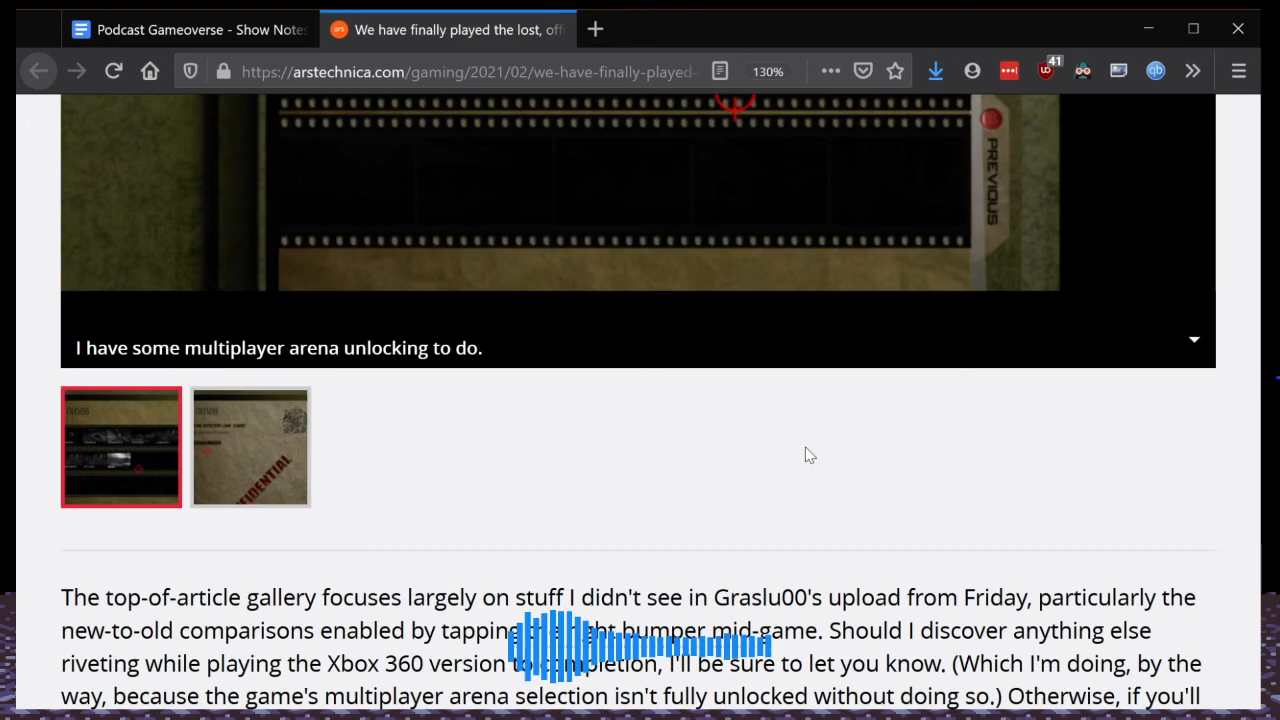 Podcast Gameoverse - Show Notes
We have finally played the lost, off
https://arstechnica.com/gaming/2021/02/we-have-finally-played-
130%
41
PREVIOUS
I have some multiplayer arena unlocking to do.
OHMSS
OHMSS
The top-of-article gallery focuses largely on stuff I didn't see in Graslu00's upload from Friday, particularly the
new-to-old comparisons enabled by tapping right bumper mid-game. Should I discover anything else
riveting while playing the Xbox 360 version to completion, I'll be sure to let you know. (Which I'm doing, by the
way, because the game's multiplayer arena selection isn't fully unlocked without doing so.) Otherwise, if you'll